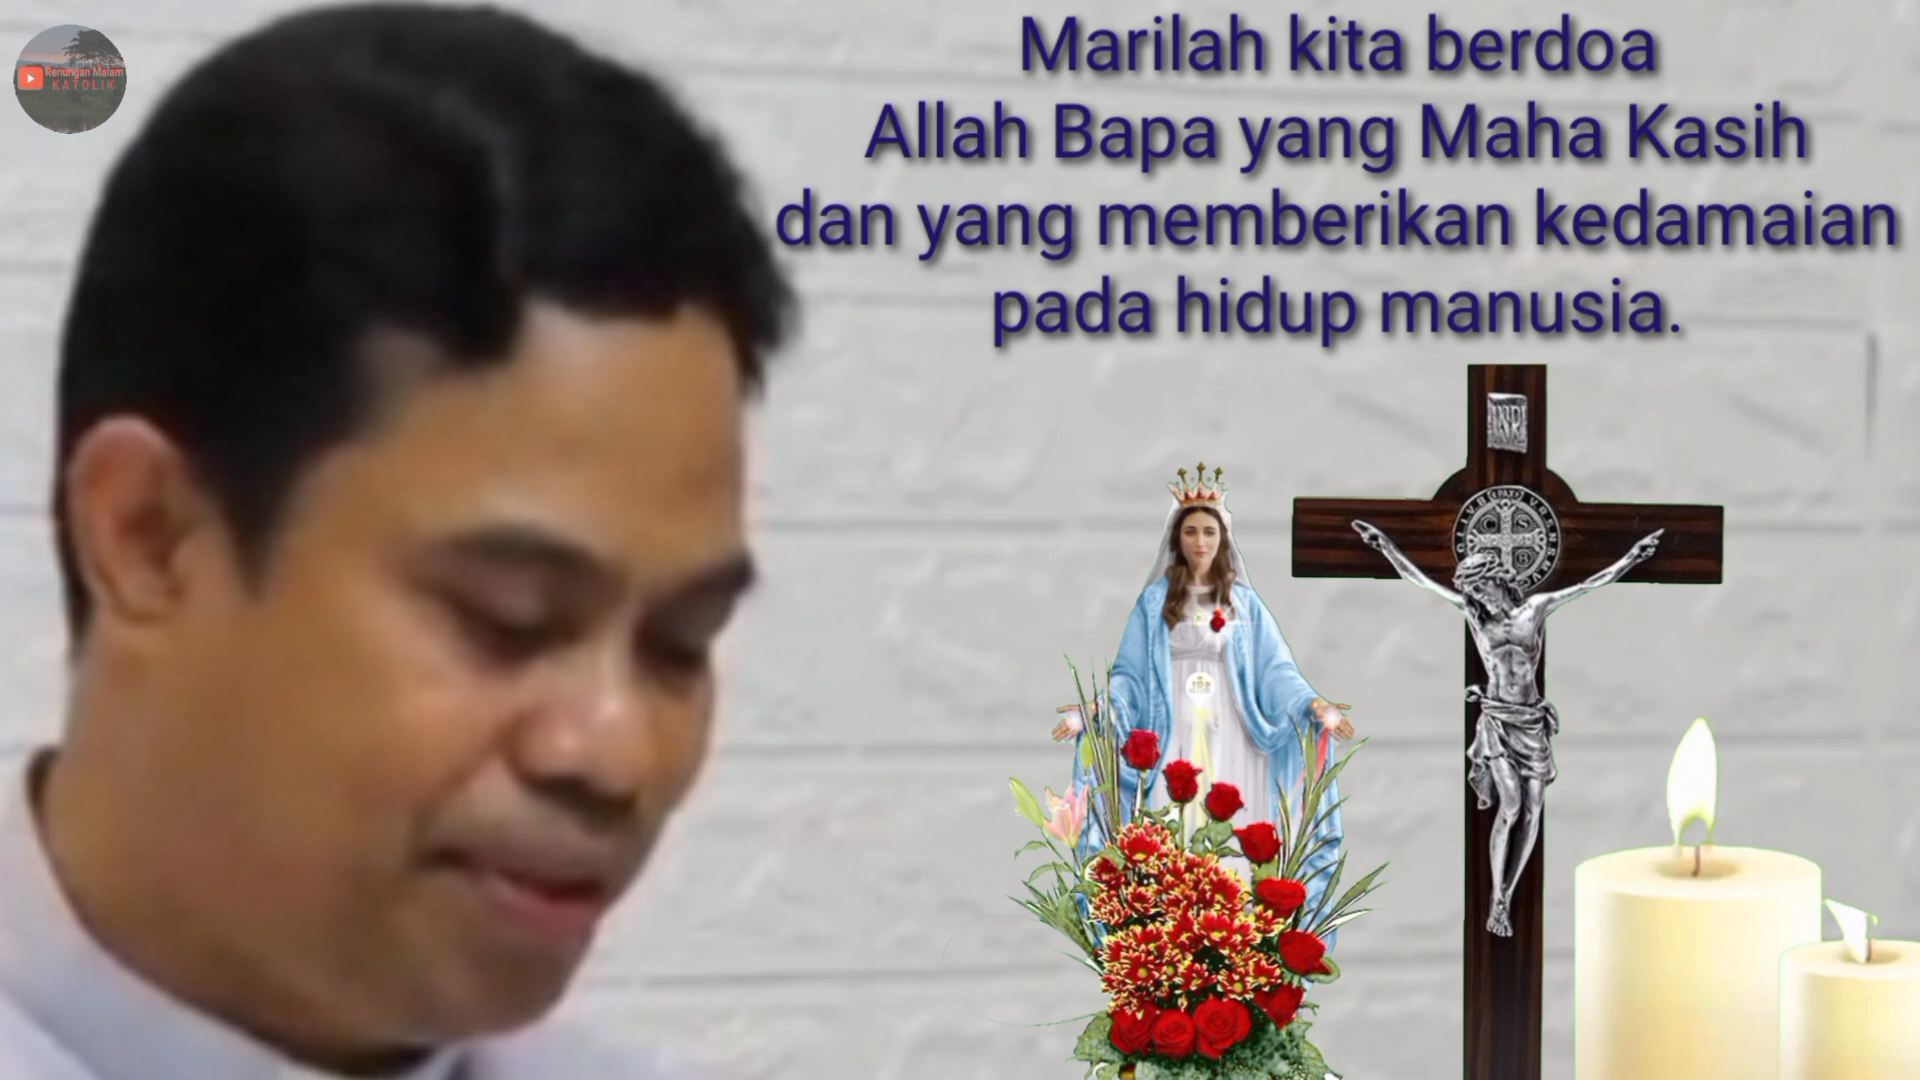 Renungan Malam
KATOLIK
Marilah kita berdoa
Allah Bapa yang Maha Kasih
dan yang memberikan kedamaian
pada hidup manusia.
INRI
PAX